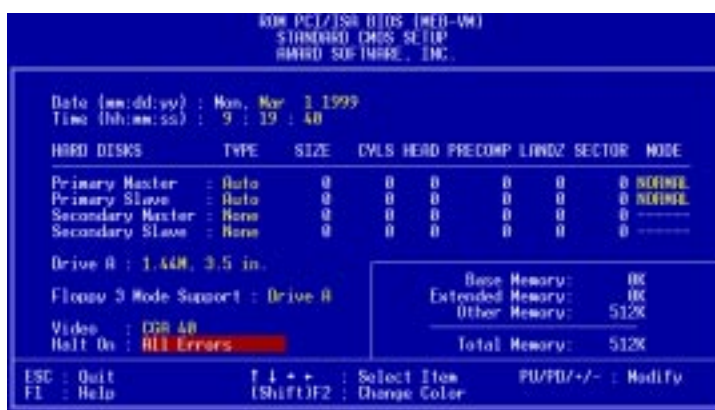 ROM PCI/ISA BIOS (WEB-VM)
STANDARD CMOS SETUP
AWARD SOFTWARE, INC.
Date (mm:dd:yy) : Mon, Mar 1 1999
Time (hh:mm:ss) : 9 : 19 : 40
HARD DISKS TYPE SIZE CYLS HEAD PRECOMP LANDZ SECTOR MODE
Primary Master : Auto 0 0 0 0 0 0 NORMAL
Primary Slave : Auto 0 0 0 0 0 0 NORMAL
Secondary Master : None 0 0 0 0 0 0 ------
Secondary Slave : None 0 0 0 0 0 0 ------
Drive A : 1.44M, 3.5 in.
Floppy 3 Mode Support : Drive A
Video : CGA 40
Halt On : All Errors
Base Memory: 0K
Extended Memory: 0K
Other Memory: 512K
Total Memory: 512K
ESC : Quit ↑ ↓ → ← : Select Item PU/PD/+/- : Modify
F1 : Help (Shift)F2 : Change Color